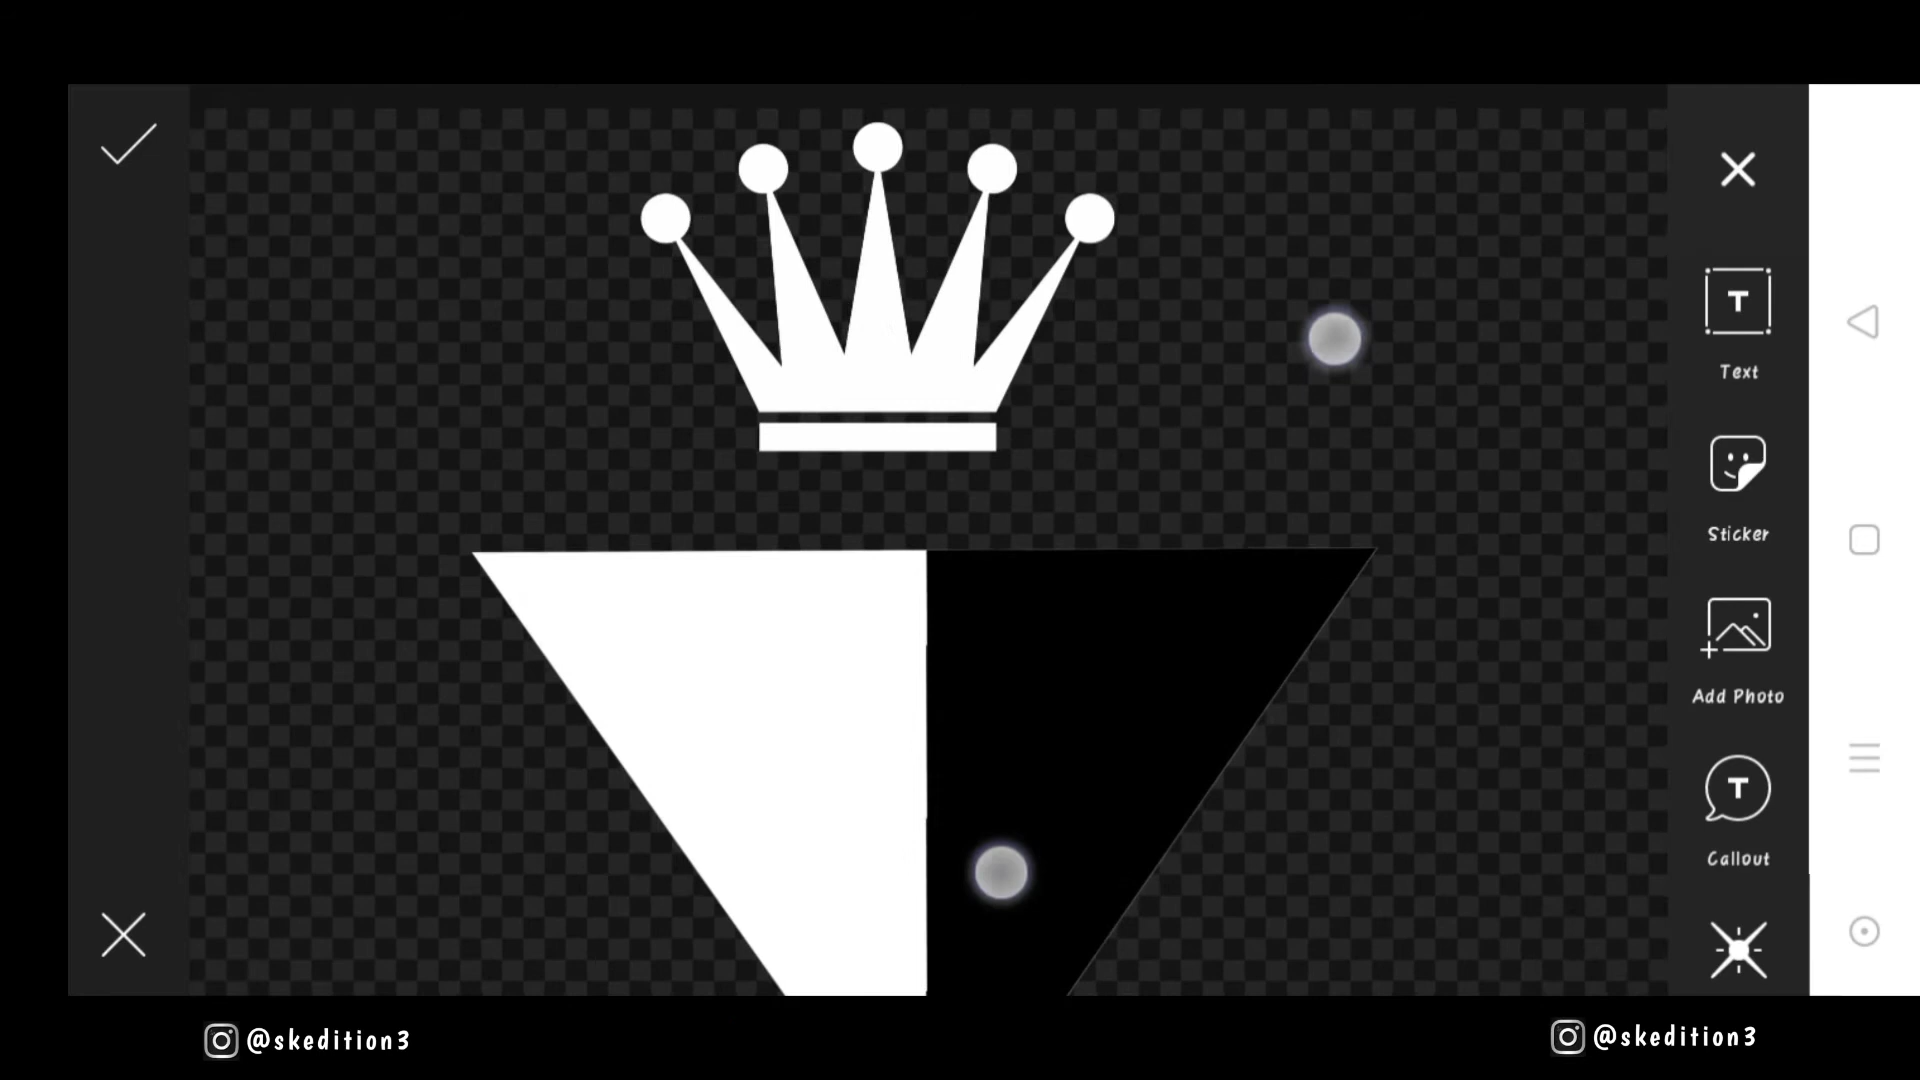 T
Text
Sticker
Add Photo
T
Callout
@skedition3
@skedition3